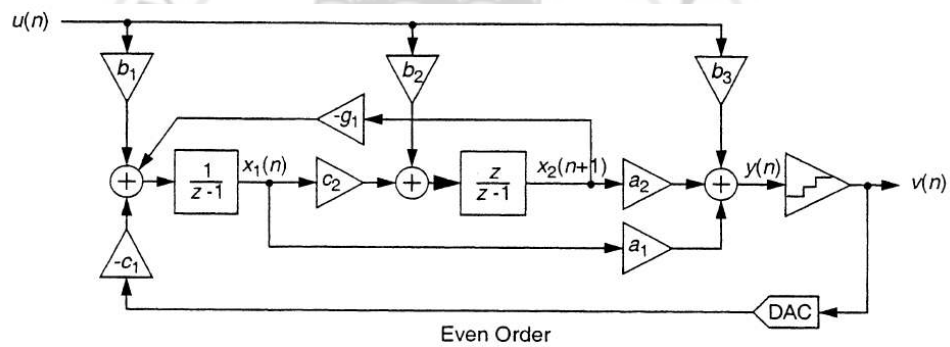 u(n)
b1
b2
b3
-g1
1
z-1
x1(n)
c2
z
z-1
x2(n+1)
a2
y(n)
v(n)
a1
-c1
DAC
Even Order